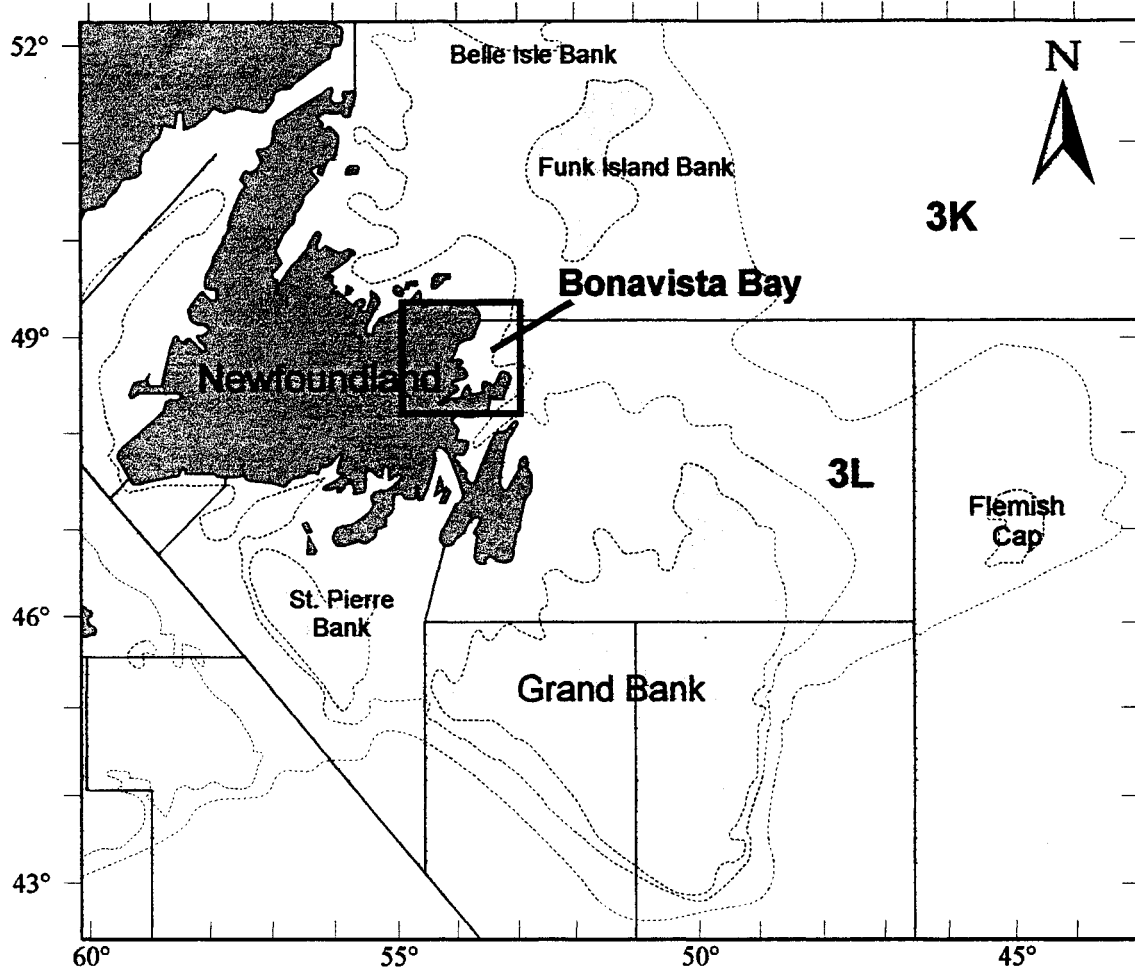 52°
Belle Isle Bank
N
Funk Island Bank
3K
Bonavista Bay
49°
Newfoundland
3L
Flemish
Cap
46°
St. Pierre
Bank
Grand Bank
43°
60°
55°
50°
45°